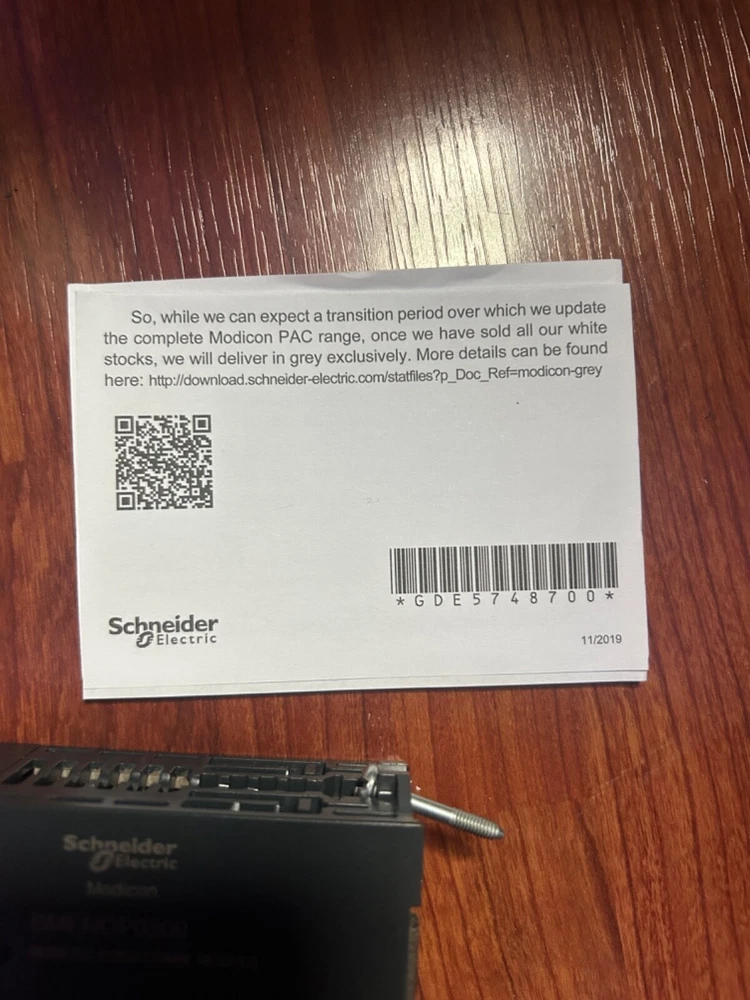 So, while we can expect a transition period over which we update
the complete Modicon PAC range, once we have sold all our white
stocks, we will deliver in grey exclusively. More details can be found
here: http://download.schneider-electric.com/statfiles?p_Doc_Ref=modicon-grey
*GDE5748700*
Schneider
Electric
11/2019
Schneider
Electric
Modicon